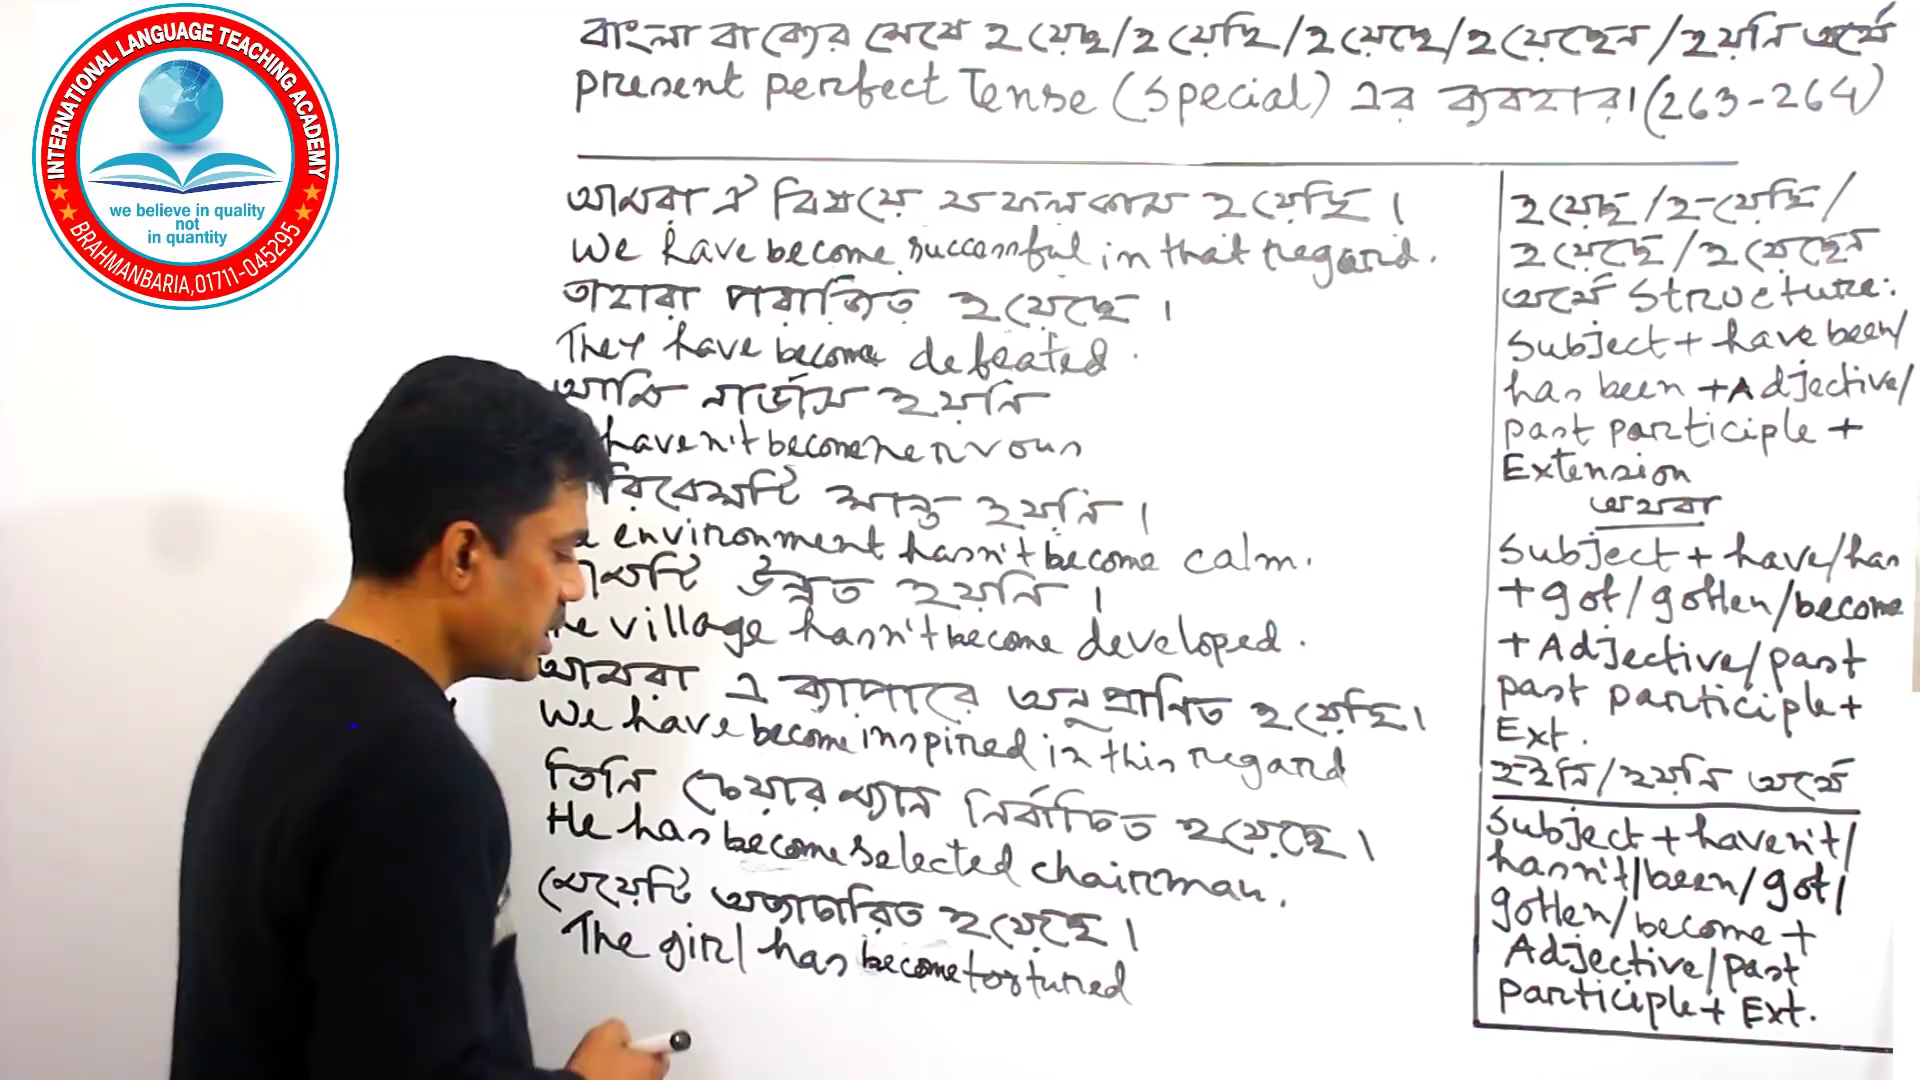 INTERNATIONAL LANGUAGE TEACHING ACADEMY
we believe in quality
not
in quantity
BRAHMANBARIA,01711-045295
বাংলা বাক্যের শেষে হয়েছ/হয়েছি/হয়েছে/হয়েছেন/হয়নি অর্থে
present perfect Tense (Special) এর ব্যবহার। (263-264)
আমরা ঐ বিষয়ে সফলকাম হয়েছি।
We have become successful in that regard.
তাহারা পরাজিত হয়েছে।
They have become defeated.
আমি নার্ভাস হয়নি
haven't become nervous
রিবেশটি শান্ত হয়নি।
e environment hasn't become calm.
মটি উন্নত হয়নি।
he village hasn't become developed.
আমরা এ ব্যাপারে অনুপ্রাণিত হয়েছি।
We have become inspired in this regard
তিনি চেয়ারম্যান নির্বাচিত হয়েছে।
He has become selected chairman.
মেয়েটি অত্যাচারিত হয়েছে।
The girl has become tortured
হয়েছ/হয়েছি/
হয়েছে/হয়েছেন
অর্থে Structure:
Subject + have been/
has been + Adjective/
past participle +
Extension
অথবা
Subject + have/has
+ got/gotten/become
+ Adjective/past
past participle +
Ext.
হইনি/হয়নি অর্থে
Subject + haven't/
hasn't/been/got/
gotten/become +
Adjective/past
participle + Ext.